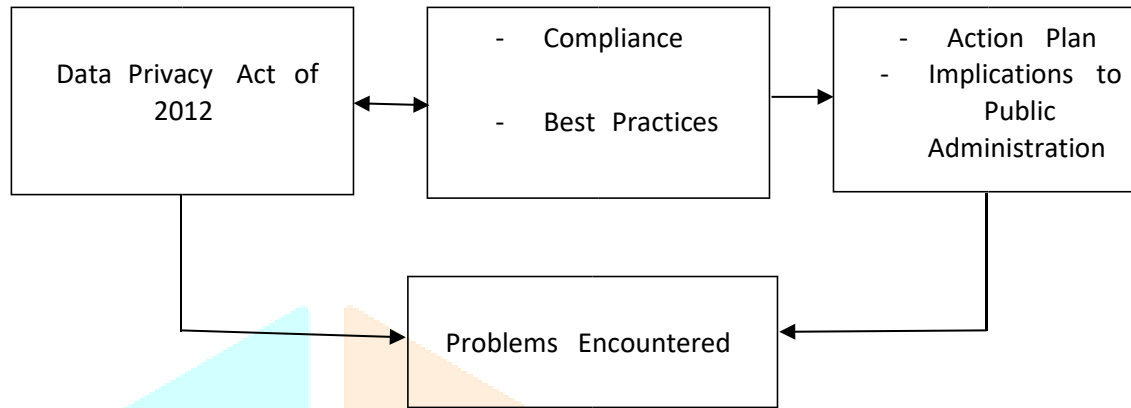 Data Privacy Act of
2012
- Compliance
- Best Practices
- Action Plan
- Implications to
Public
Administration
Problems Encountered